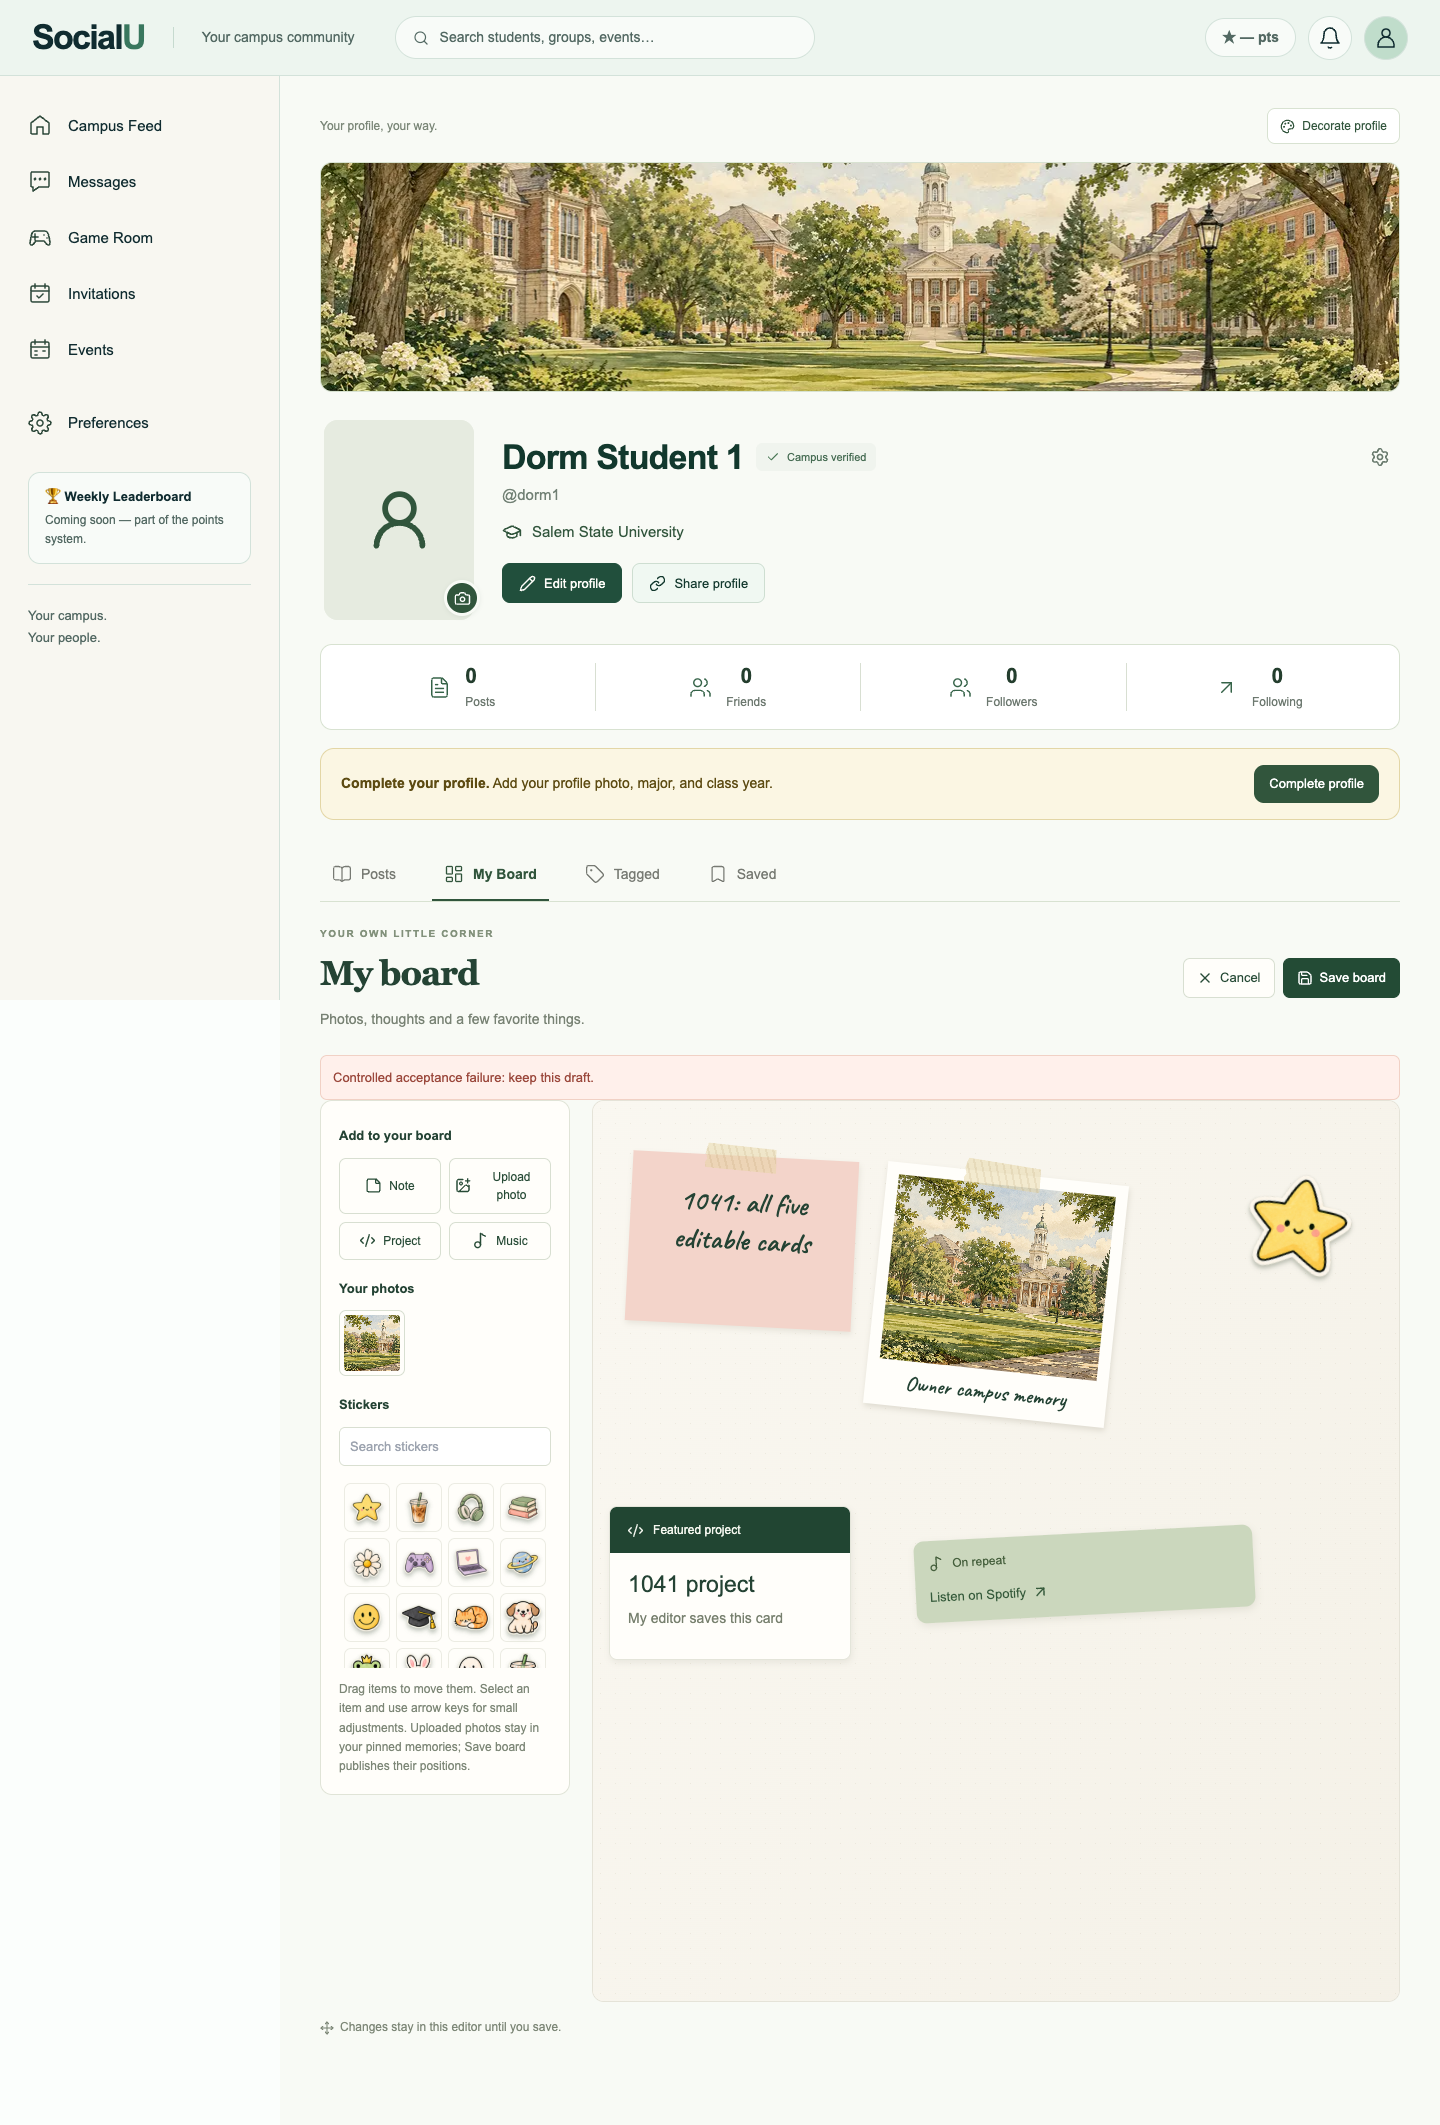 SocialU
Your campus community
Search students, groups, events…
★ — pts
Campus Feed
Messages
Game Room
Invitations
Events
Preferences
🏆 Weekly Leaderboard
Coming soon — part of the points
system.
Your campus.
Your people.
Your profile, your way.
Decorate profile
Dorm Student 1
Campus verified
@dorm1
Salem State University
Edit profile
Share profile
0
Posts
0
Friends
0
Followers
0
Following
Complete your profile. Add your profile photo, major, and class year.
Complete profile
Posts
My Board
Tagged
Saved
YOUR OWN LITTLE CORNER
My board
Photos, thoughts and a few favorite things.
Cancel
Save board
Controlled acceptance failure: keep this draft.
Add to your board
Note
Upload
photo
Project
Music
Your photos
Stickers
Search stickers
Drag items to move them. Select an
item and use arrow keys for small
adjustments. Uploaded photos stay in
your pinned memories; Save board
publishes their positions.
1041: all five
editable cards
Owner campus memory
Featured project
1041 project
My editor saves this card
On repeat
Listen on Spotify
Changes stay in this editor until you save.